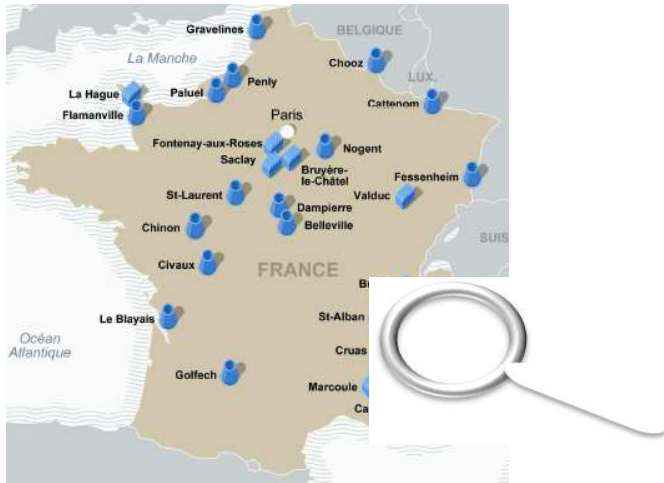 Gravelines
BELGIQUE
La Manche
Chooz
LUX.
Penly
La Hague
Paluel
Cattenom
Flamanville
Paris
Fontenay-aux-Roses
Nogent
Saclay
Bruyère-
le-Châtel
Fessenheim
Valduc
St-Laurent
Dampierre
Chinon
Belleville
SUIS
Civaux
FRANCE
B
Le Blayais
St-Alban
Océan
Atlantique
Cruas
Golfech
Marcoule
Ca